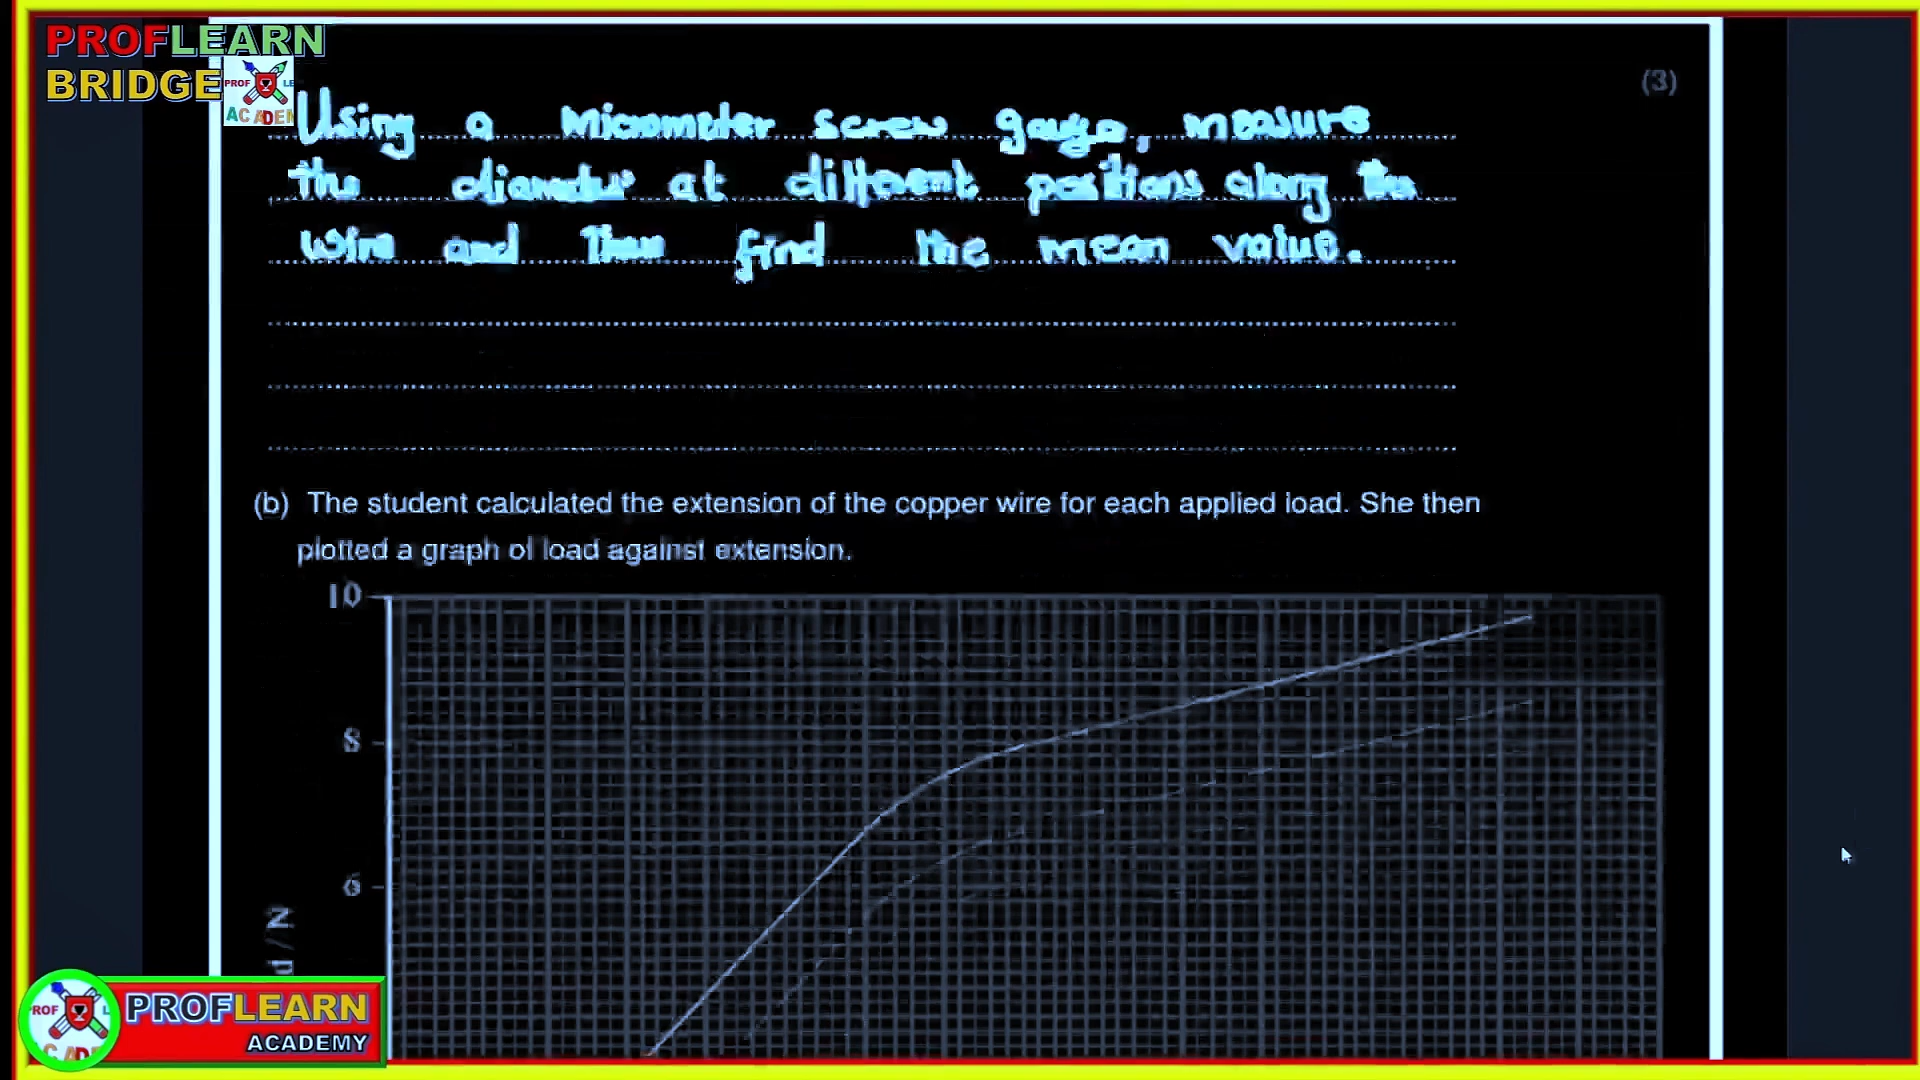 PROFLEARN
BRIDGE
(3)
Using a micrometer screw gauge, measure
the diameter at different positions along the
wire and then find the mean value.
(b) The student calculated the extension of the copper wire for each applied load. She then
plotted a graph of load against extension.
10
8
6
d / N
PROFLEARN
ACADEMY